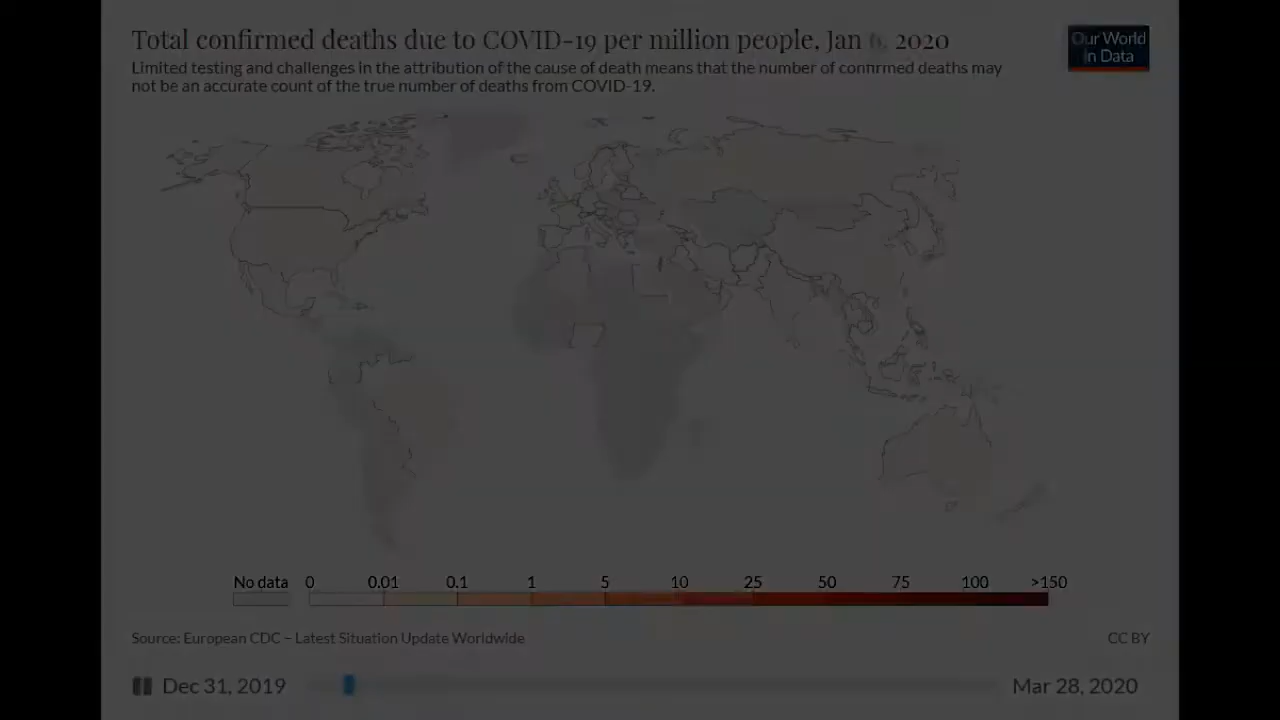 Total confirmed deaths due to COVID-19 per million people, Jan 2020
Our World
in Data
Limited testing and challenges in the attribution of the cause of death means that the number of confirmed deaths may
not be an accurate count of the true number of deaths from COVID-19.
No data 0 0.01 0.1 1 5 10 25 50 75 100 >150
Source: European CDC – Latest Situation Update Worldwide
CC BY
Dec 31, 2019 Mar 28, 2020